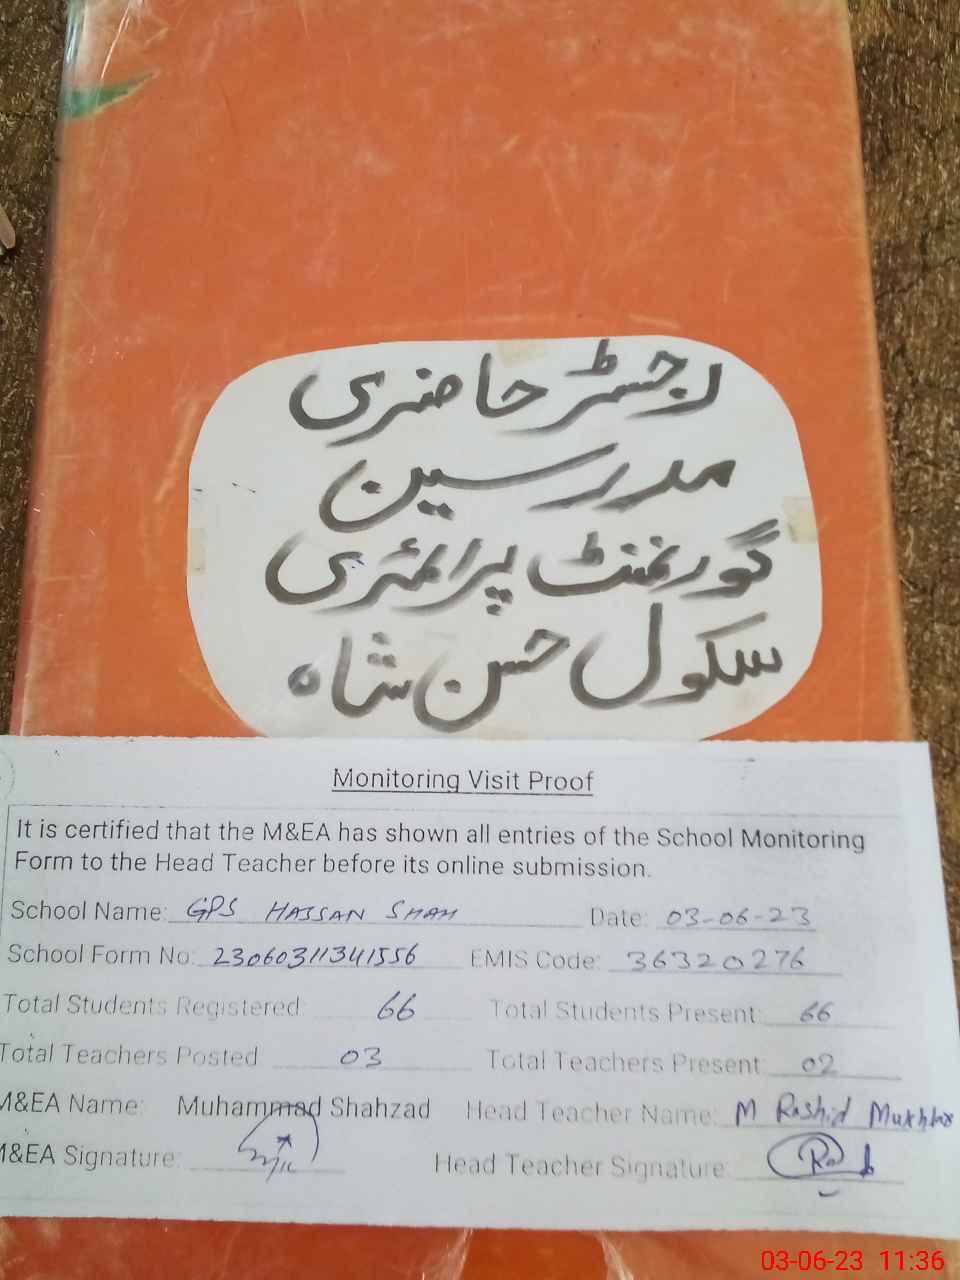 رجسٹر حاضری
مدرسین
گورنمنٹ پرائمری
سکول حسن شاہ
Monitoring Visit Proof
It is certified that the M&EA has shown all entries of the School Monitoring
Form to the Head Teacher before its online submission.
School Name: GPS HASSAN SHAH Date: 03-06-23
School Form No: 23060311341556 EMIS Code: 36320276
Total Students Registered: 66 Total Students Present: 66
Total Teachers Posted 03 Total Teachers Present: 02
M&EA Name: Muhammad Shahzad Head Teacher Name: M Rashid Mukhtar
M&EA Signature: Head Teacher Signature:
03-06-23 11:36